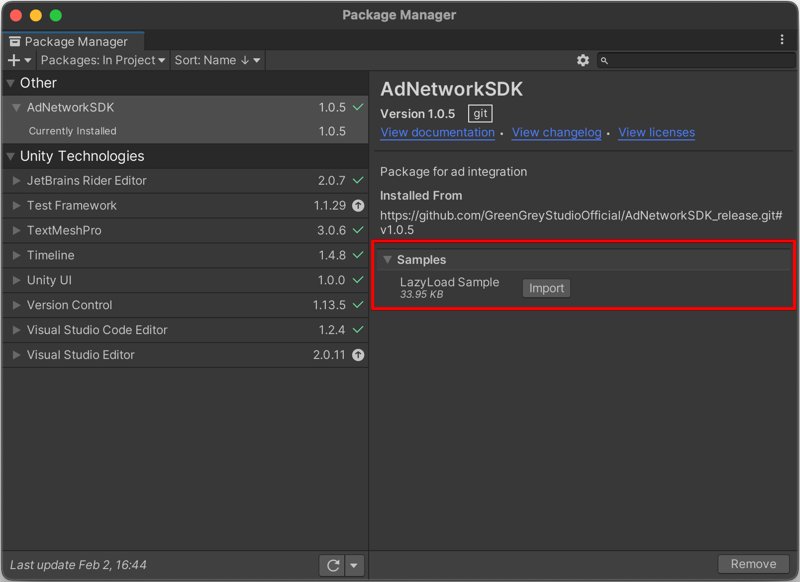 Package Manager
Package Manager
Packages: In Project
Sort: Name ↓
Other
AdNetworkSDK 1.0.5
Currently Installed 1.0.5
Unity Technologies
JetBrains Rider Editor 2.0.7
Test Framework 1.1.29
TextMeshPro 3.0.6
Timeline 1.4.8
Unity UI 1.0.0
Version Control 1.13.5
Visual Studio Code Editor 1.2.4
Visual Studio Editor 2.0.11
Last update Feb 2, 16:44
AdNetworkSDK
Version 1.0.5 git
View documentation • View changelog • View licenses
Package for ad integration
Installed From
https://github.com/GreenGreyStudioOfficial/AdNetworkSDK_release.git#
v1.0.5
Samples
LazyLoad Sample
33.95 KB
Import
Remove